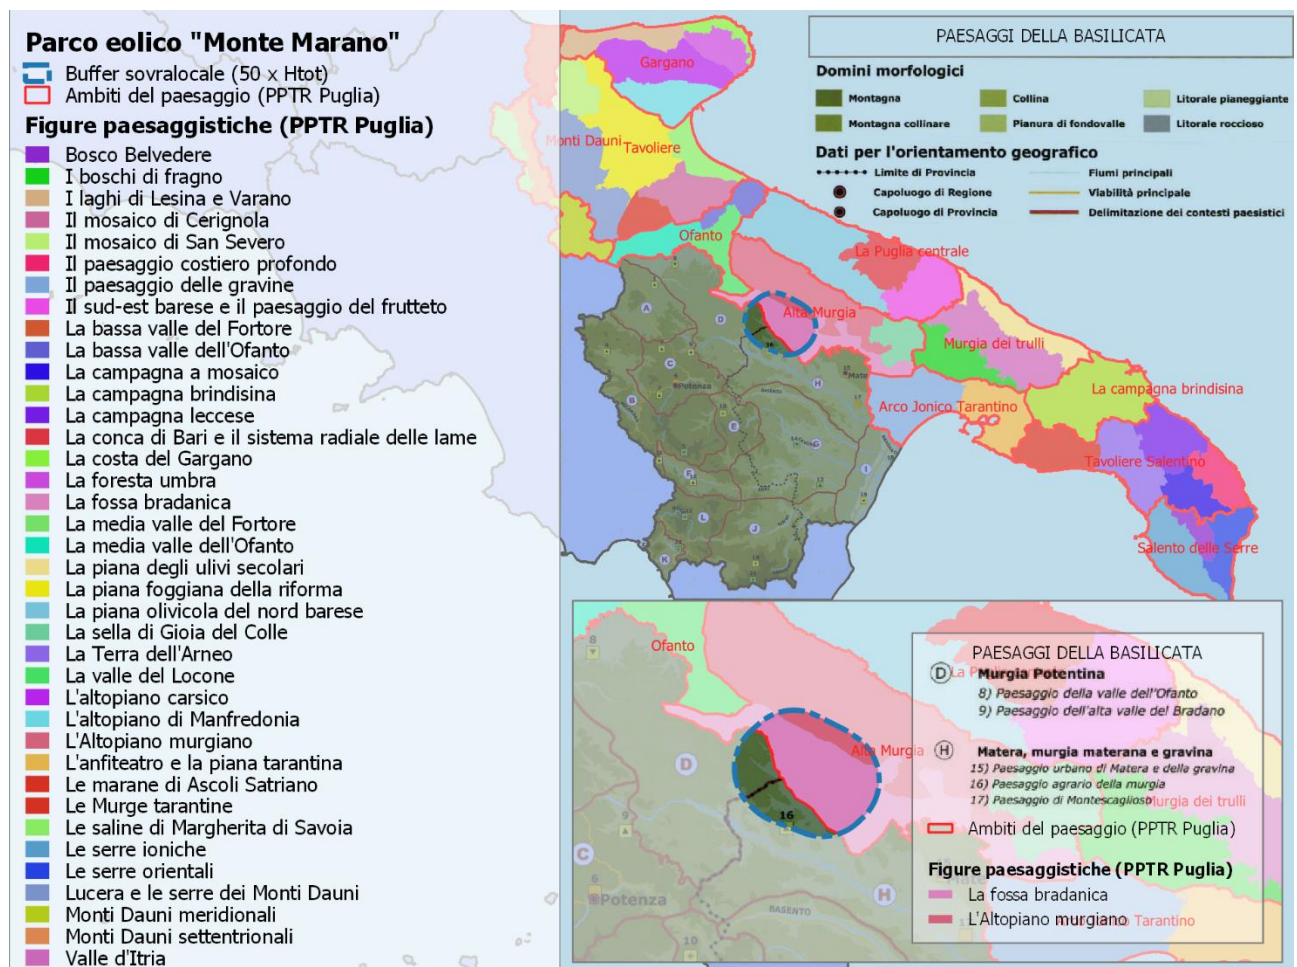 Parco eolico "Monte Marano"
Buffer sovralocale (50 x Htot)
Ambiti del paesaggio (PPTR Puglia)
Figure paesaggistiche (PPTR Puglia)
Bosco Belvedere
I boschi di fragno
I laghi di Lesina e Varano
Il mosaico di Cerignola
Il mosaico di San Severo
Il paesaggio costiero profondo
Il paesaggio delle gravine
Il sud-est barese e il paesaggio del frutteto
La bassa valle del Fortore
La bassa valle dell'Ofanto
La campagna a mosaico
La campagna brindisina
La campagna leccese
La conca di Bari e il sistema radiale delle lame
La costa del Gargano
La foresta umbra
La fossa bradanica
La media valle del Fortore
La media valle dell'Ofanto
La piana degli ulivi secolari
La piana foggiana della riforma
La piana olivicola del nord barese
La sella di Gioia del Colle
La Terra dell'Arneo
La valle del Locone
L'altopiano carsico
L'altopiano di Manfredonia
L'Altopiano murgiano
L'anfiteatro e la piana tarantina
Le marane di Ascoli Satriano
Le Murge tarantine
Le saline di Margherita di Savoia
Le serre ioniche
Le serre orientali
Lucera e le serre dei Monti Dauni
Monti Dauni meridionali
Monti Dauni settentrionali
Valle d'Itria
PAESAGGI DELLA BASILICATA
Domini morfologici
Montagna
Collina
Litorale pianeggiante
Montagna collinare
Pianura di fondovalle
Litorale roccioso
Dati per l'orientamento geografico
Limite di Provincia
Fiumi principali
Capoluogo di Regione
Viabilità principale
Capoluogo di Provincia
Delimitazione dei contesti paesistici
Gargano
Monti Dauni
Tavoliere
Ofanto
La Puglia centrale
Alta Murgia
Murgia dei trulli
La campagna brindisina
Arco Jonico Tarantino
Tavoliere Salentino
Salento delle Serre
A
D
C
B
E
F
G
H
I
J
K
L
16
Potenza
BASENTO
Ofanto
8
D
9
C
6
Potenza
10
16
H
BASENTO
Alta Murgia
Murgia dei trulli
Arco Jonico Tarantino
PAESAGGI DELLA BASILICATA
D
Murgia Potentina
8) Paesaggio della valle dell'Ofanto
9) Paesaggio dell'alta valle del Bradano
H
Matera, murgia materana e gravina
15) Paesaggio urbano di Matera e della gravina
16) Paesaggio agrario della murgia
17) Paesaggio di Montescaglioso
Ambiti del paesaggio (PPTR Puglia)
Figure paesaggistiche (PPTR Puglia)
La fossa bradanica
L'Altopiano murgiano